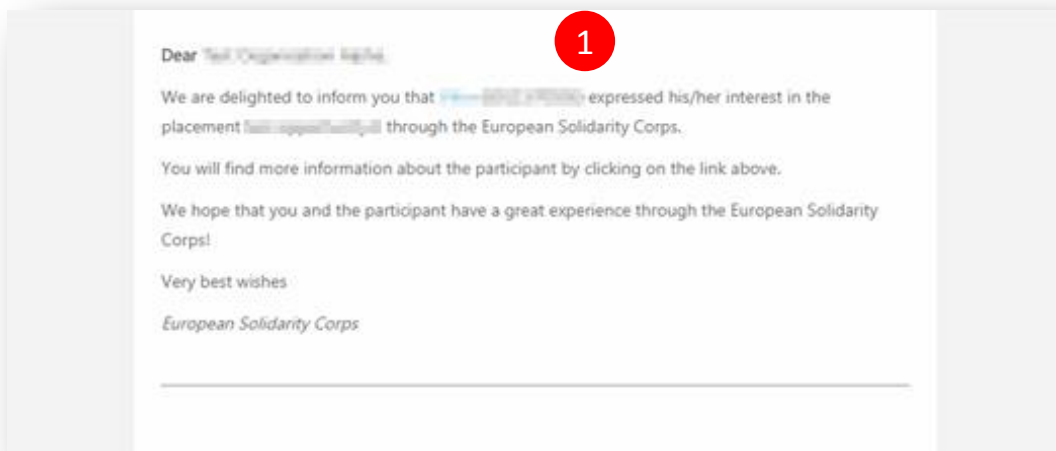 1
Dear
We are delighted to inform you that expressed his/her interest in the
placement through the European Solidarity Corps.
You will find more information about the participant by clicking on the link above.
We hope that you and the participant have a great experience through the European Solidarity
Corps!
Very best wishes
European Solidarity Corps